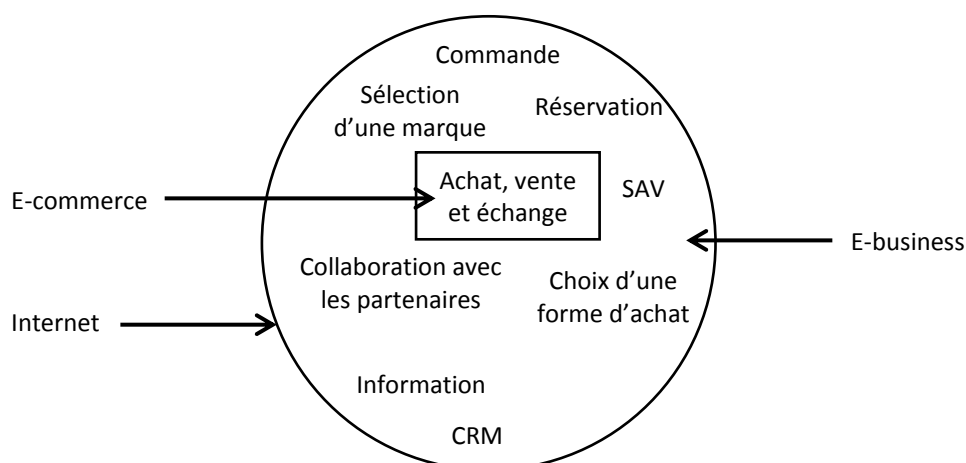 Commande
Sélection
d’une marque
Réservation
Achat, vente
et échange
SAV
E-commerce
E-business
Collaboration avec
les partenaires
Choix d’une
forme d’achat
Internet
Information
CRM